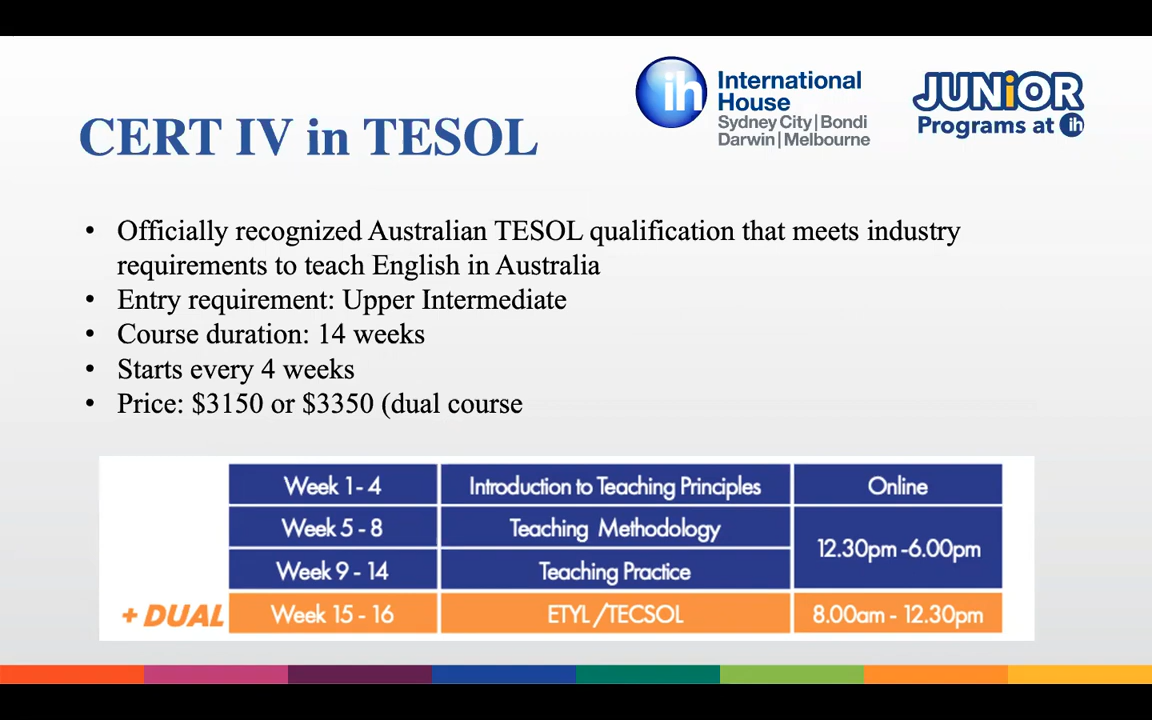 ih International
House
Sydney City|Bondi
Darwin|Melbourne
JUNiOR
Programs at ih
CERT IV in TESOL
• Officially recognized Australian TESOL qualification that meets industry
requirements to teach English in Australia
• Entry requirement: Upper Intermediate
• Course duration: 14 weeks
• Starts every 4 weeks
• Price: $3150 or $3350 (dual course
Week 1 - 4 Introduction to Teaching Principles Online
Week 5 - 8 Teaching Methodology
12.30pm -6.00pm
Week 9 - 14 Teaching Practice
+ DUAL Week 15 - 16 ETYL/TECSOL 8.00am - 12.30pm